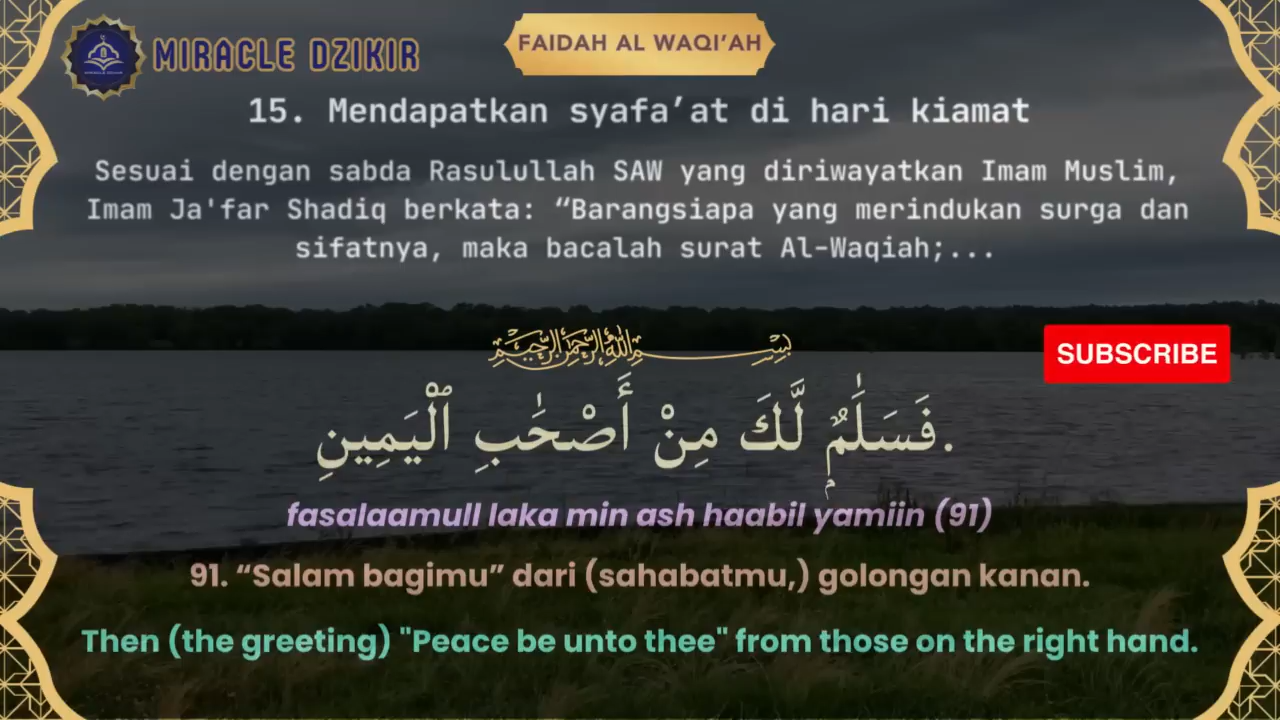 MIRACLE DZIKIR
FAIDAH AL WAQI’AH
15. Mendapatkan syafa’at di hari kiamat
Sesuai dengan sabda Rasulullah SAW yang diriwayatkan Imam Muslim,
Imam Ja'far Shadiq berkata: “Barangsiapa yang merindukan surga dan
sifatnya, maka bacalah surat Al-Waqiah;...
بِسْمِ اللهِ الرَّحْمٰنِ الرَّحِيْمِ
SUBSCRIBE
.فَسَلَٰمٌۭ لَّكَ مِنْ أَصْحَٰبِ ٱلْيَمِينِ
fasalaamull laka min ash haabil yamiin (91)
91. “Salam bagimu” dari (sahabatmu,) golongan kanan.
Then (the greeting) "Peace be unto thee" from those on the right hand.